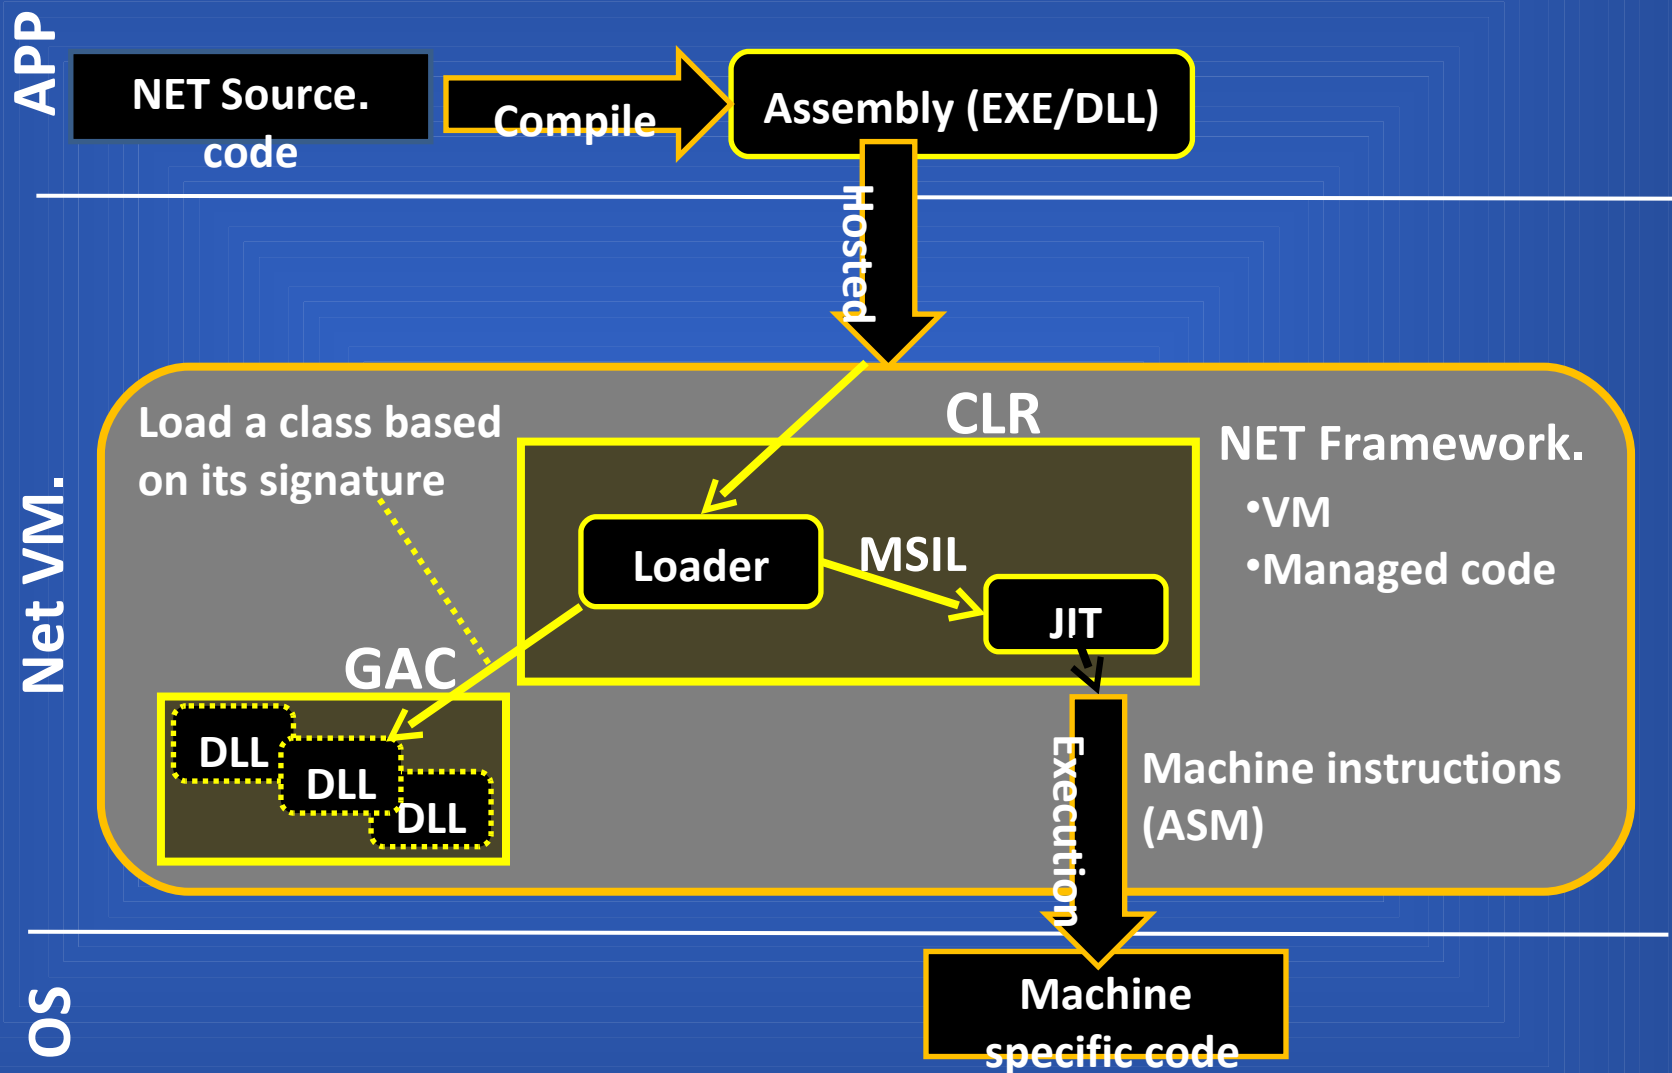 APP
NET Source.
code
Compile
Assembly (EXE/DLL)
Hosted
Net VM.
CLR
Load a class based
on its signature
NET Framework.
•VM
•Managed code
Loader
MSIL
JIT
GAC
DLL
DLL
DLL
Execution
Machine instructions
(ASM)
OS
Machine
specific code